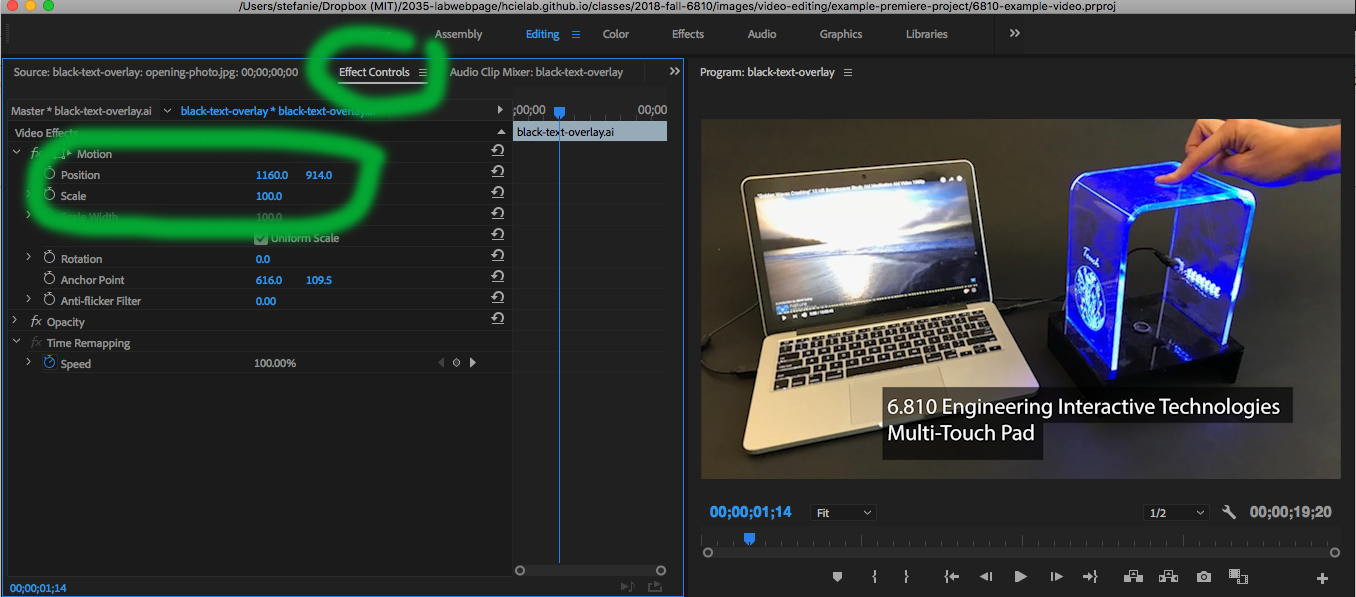 /Users/stefanie/Dropbox (MIT)/2035-labwebpage/hcielab.github.io/classes/2018-fall-6810/images/video-editing/example-premiere-project/6810-example-video.prproj
Assembly Editing Color Effects Audio Graphics Libraries
Source: black-text-overlay: opening-photo.jpg: 00;00;00;00 Effect Controls Audio Clip Mixer: black-text-overlay
Master * black-text-overlay.ai black-text-overlay * black-text-overlay.ai
;00;00 00;00
Video Effects
black-text-overlay.ai
fx Motion
Position 1160.0 914.0
Scale 100.0
Scale Width 100.0
Uniform Scale
Rotation 0.0
Anchor Point 616.0 109.5
Anti-flicker Filter 0.00
fx Opacity
fx Time Remapping
Speed 100.00%
00;00;01;14
Program: black-text-overlay
Touch
6.810 Engineering Interactive Technologies
Multi-Touch Pad
00;00;01;14 Fit 1/2 00;00;19;20